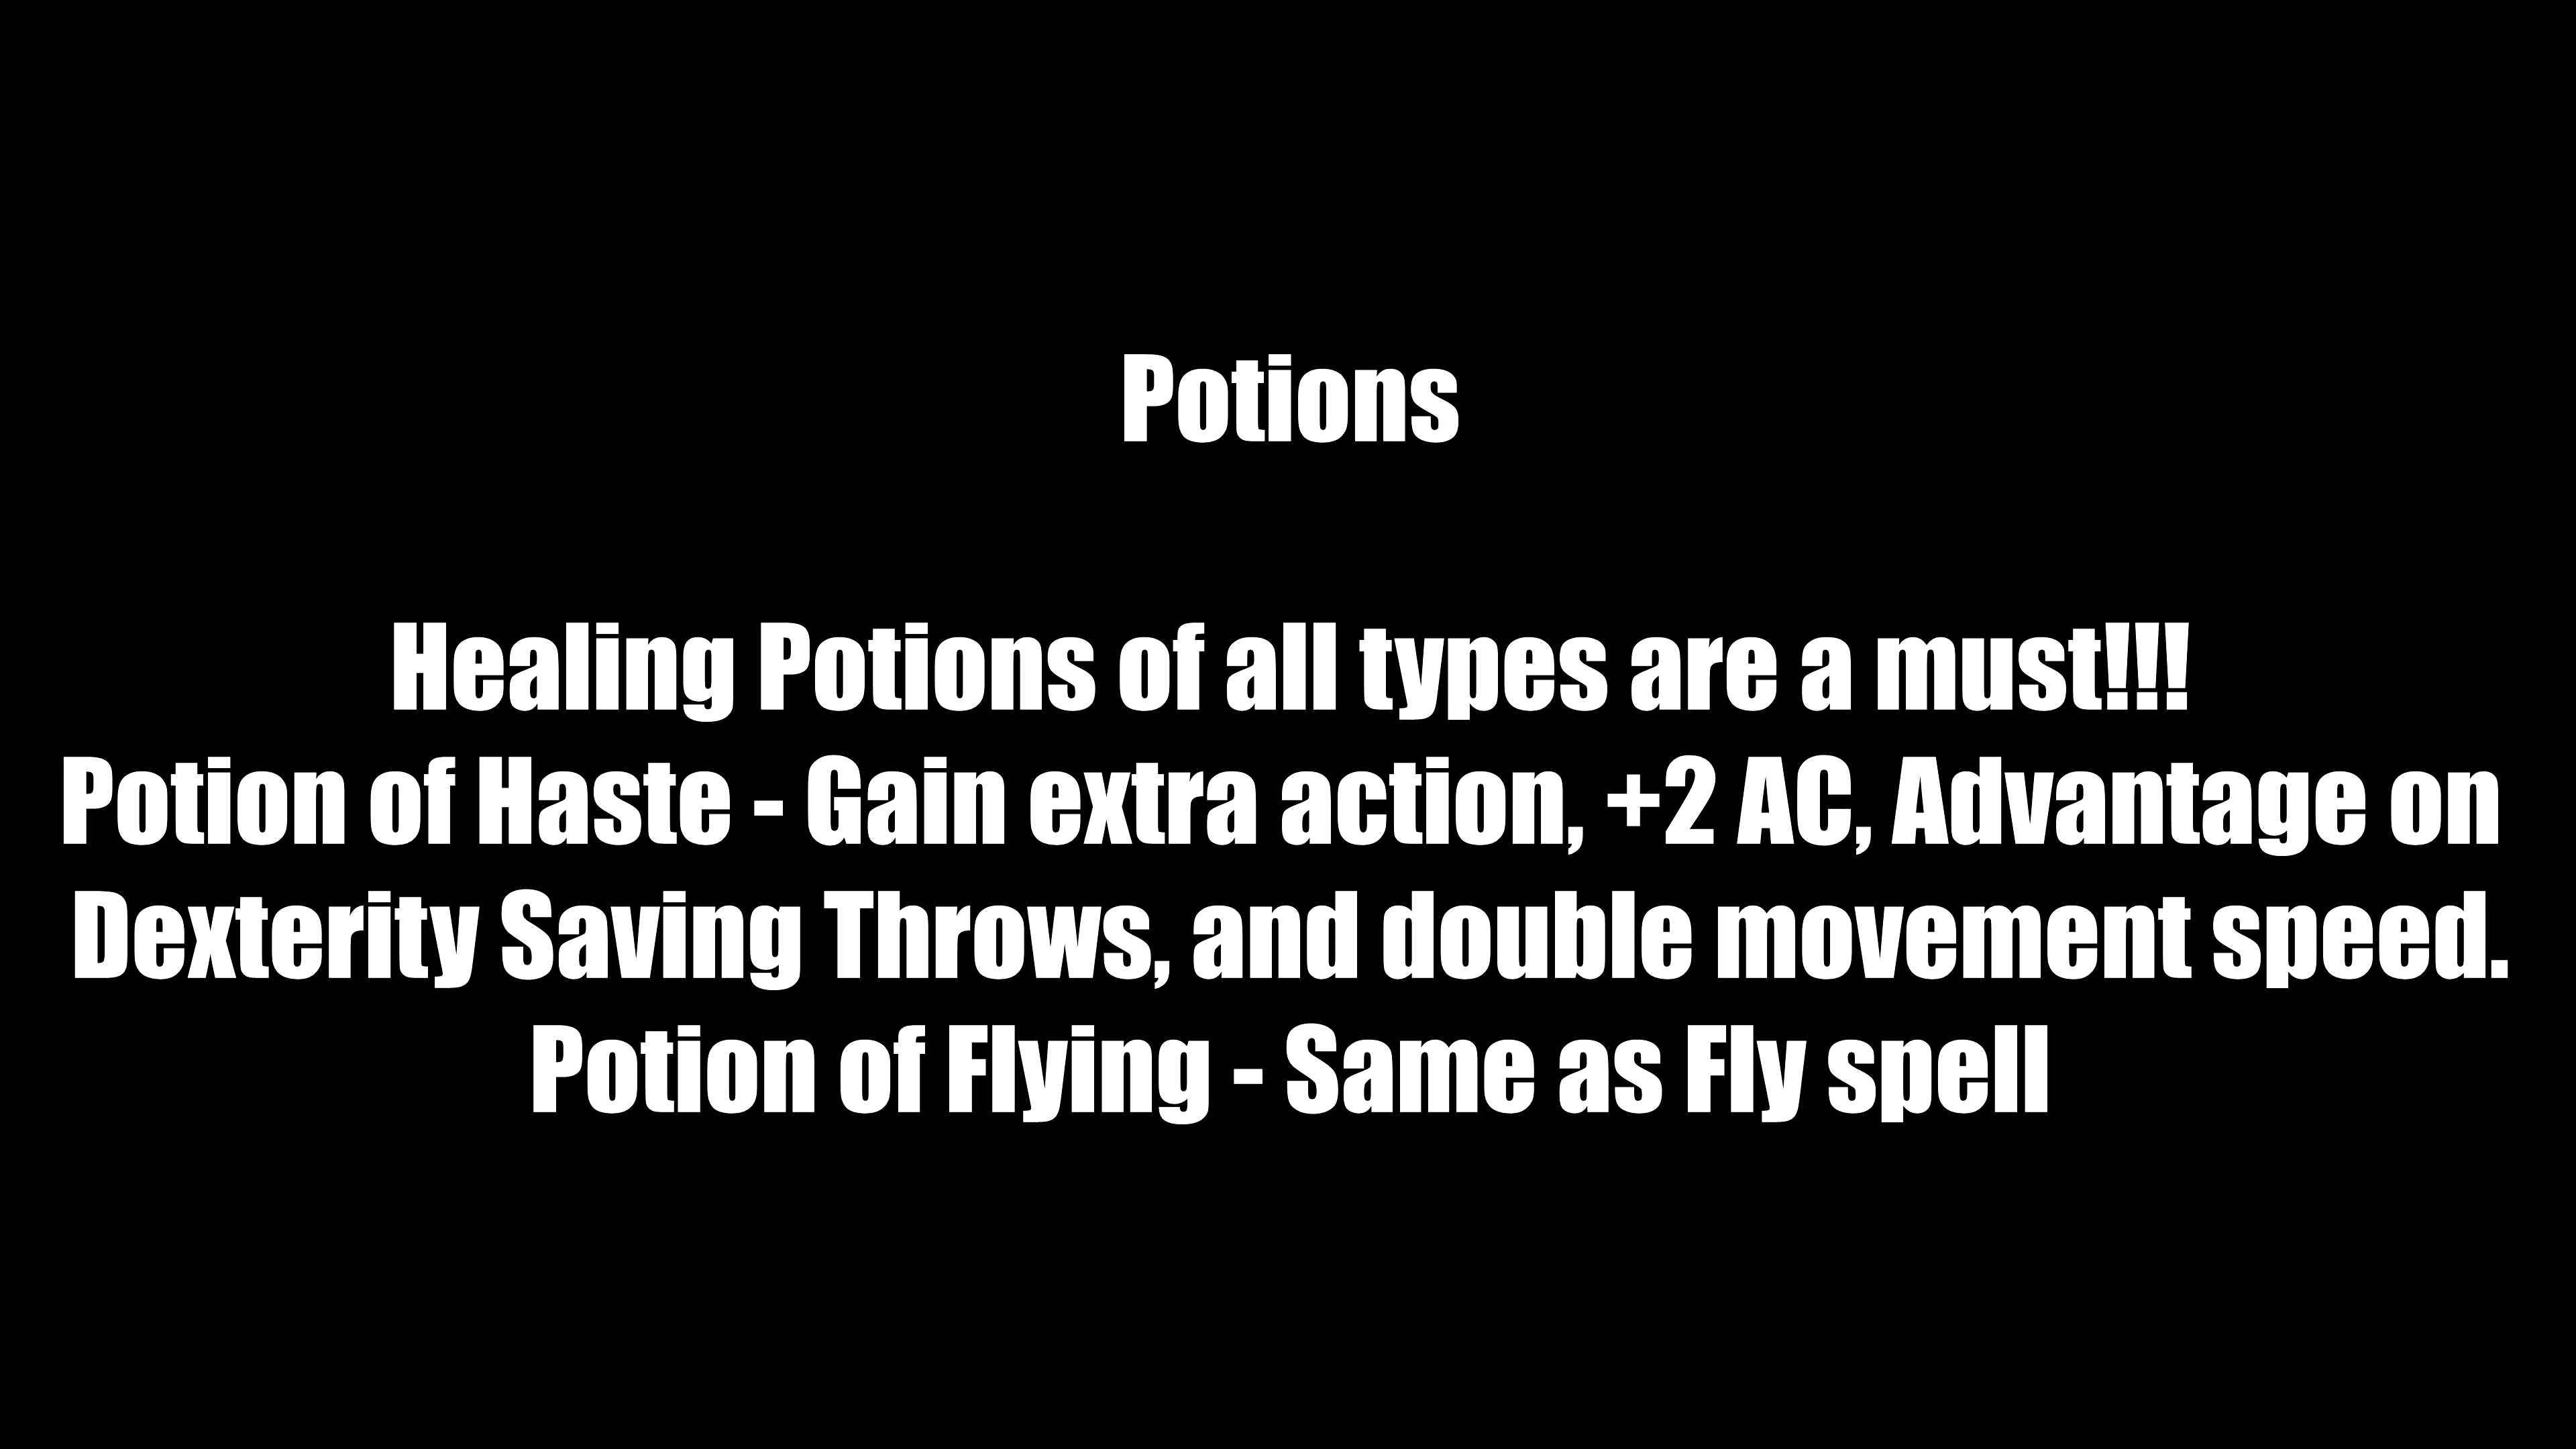 Potions
Healing Potions of all types are a must!!!
Potion of Haste - Gain extra action, +2 AC, Advantage on
Dexterity Saving Throws, and double movement speed.
Potion of Flying - Same as Fly spell